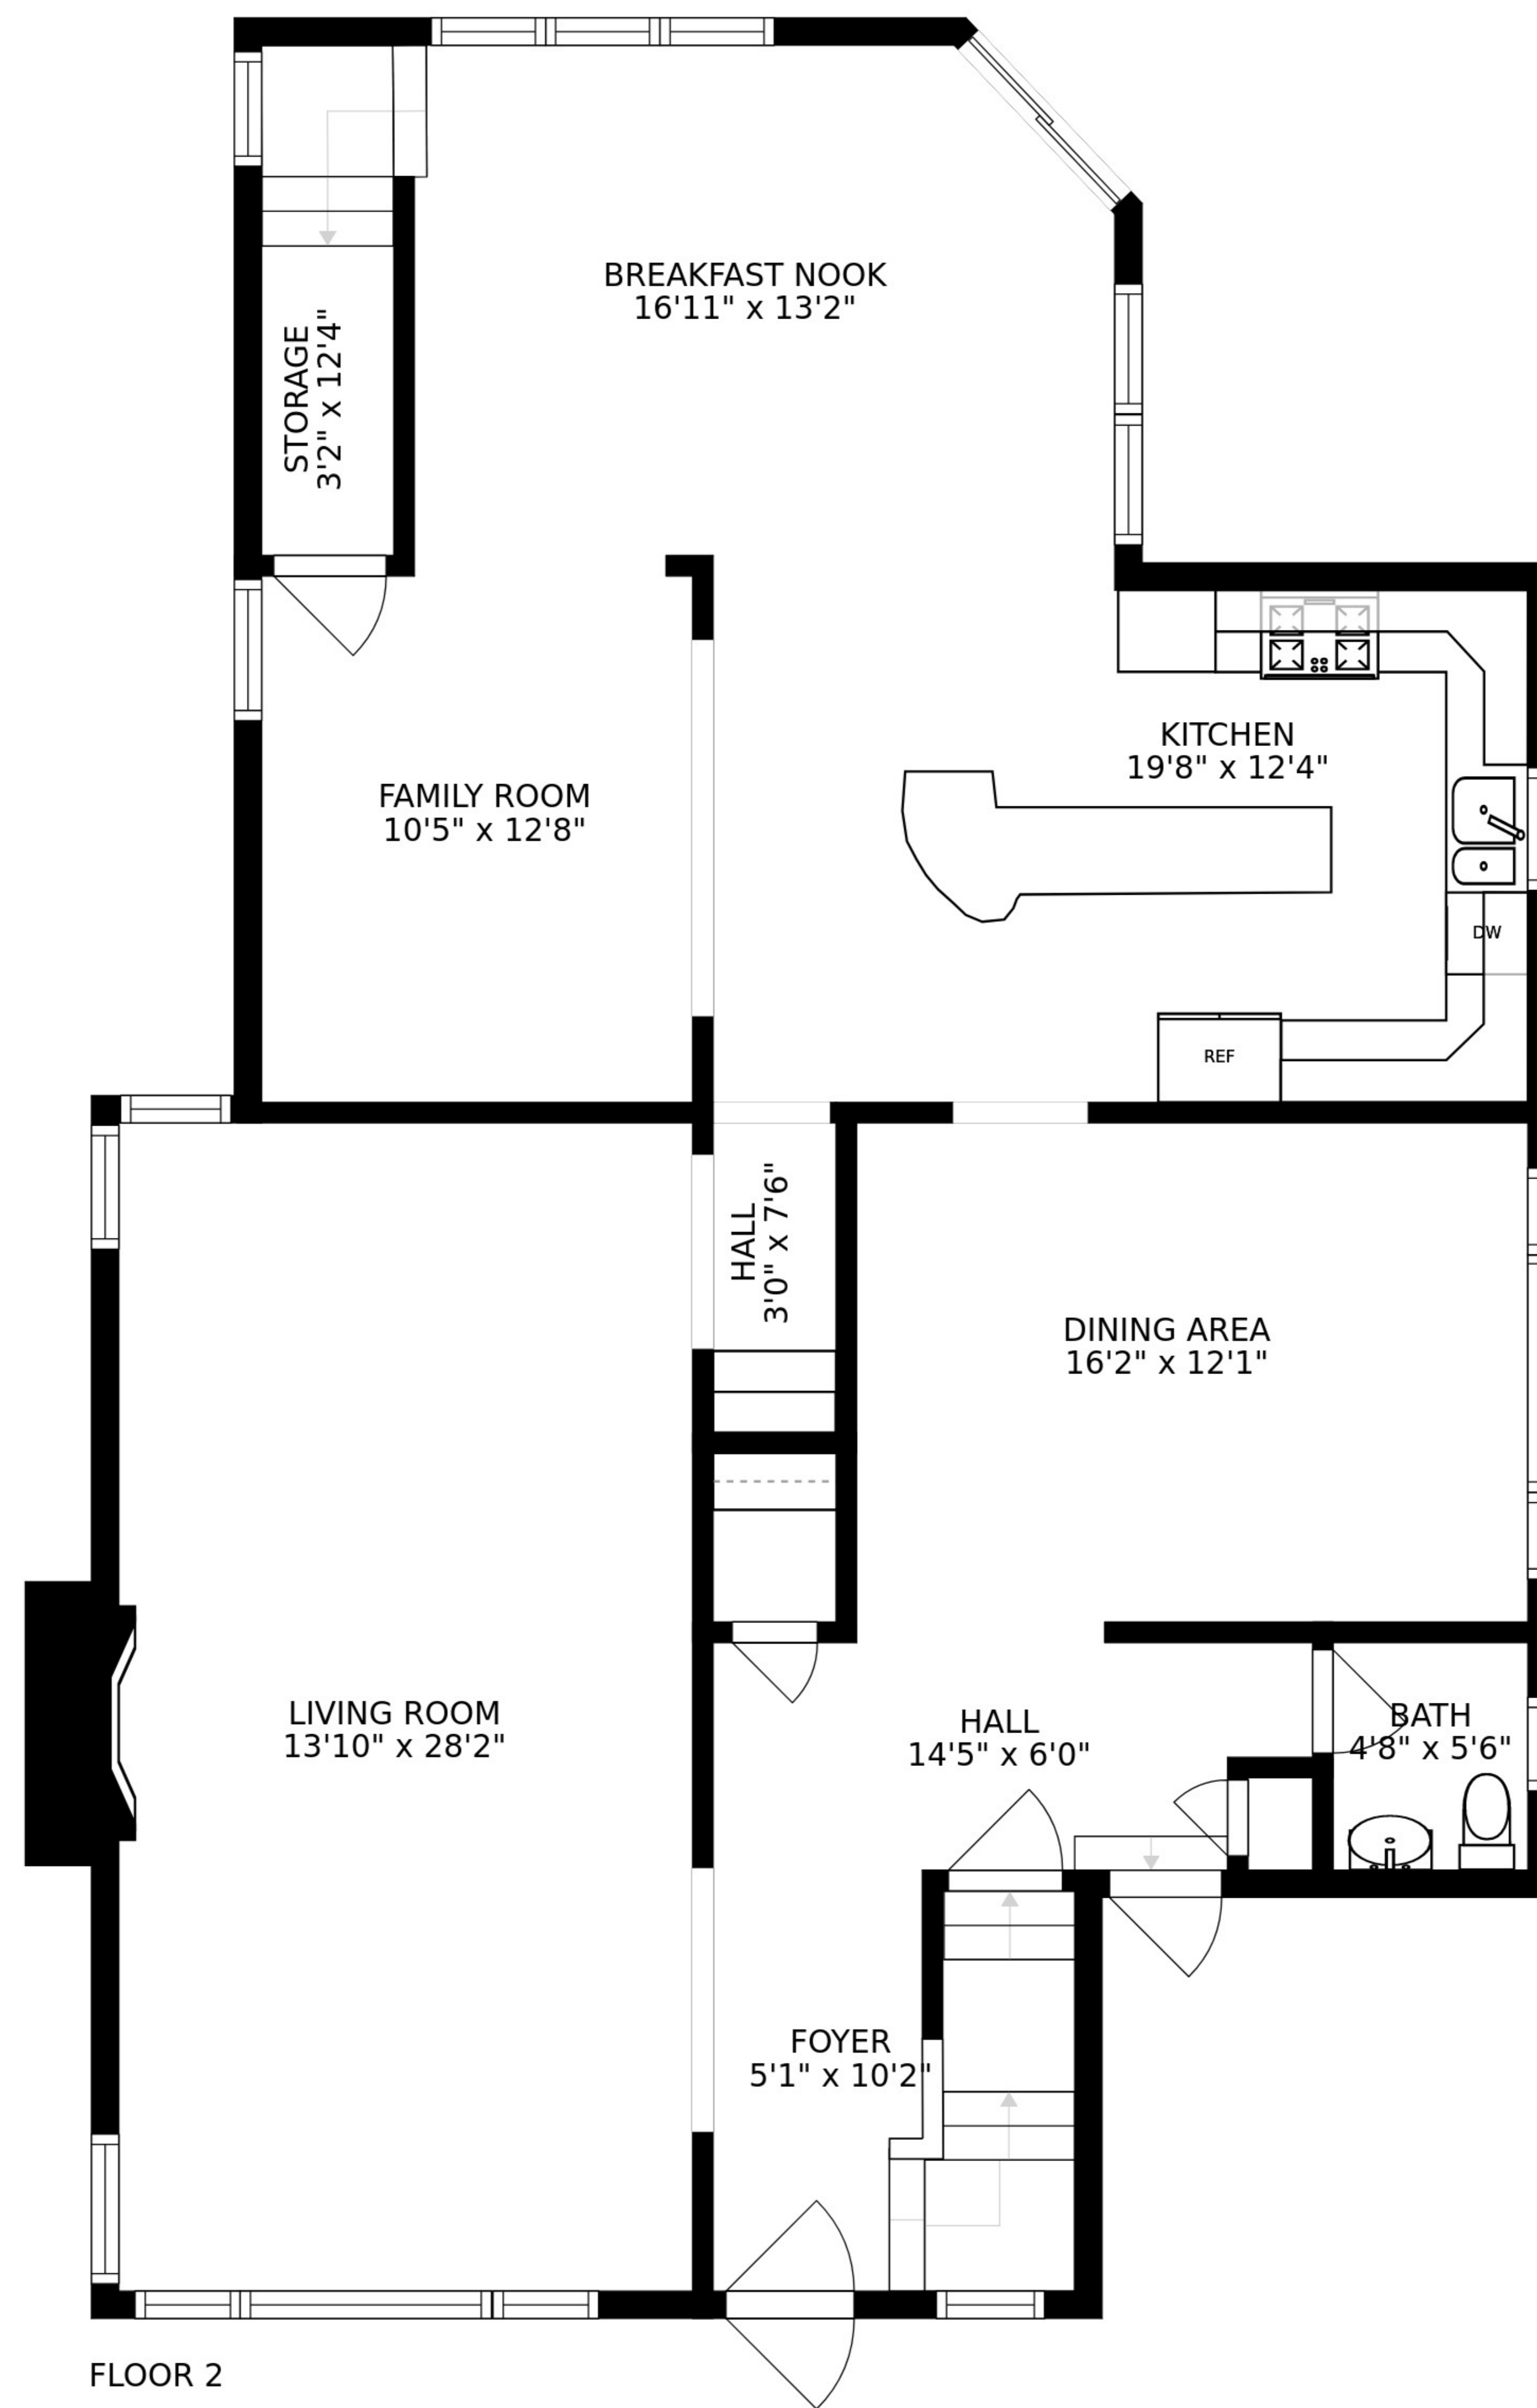 BREAKFAST NOOK
16'11" x 13'2"
STORAGE
3'2" x 12'4"
KITCHEN
19'8" x 12'4"
FAMILY ROOM
10'5" x 12'8"
DW
REF
HALL
3'0" x 7'6"
DINING AREA
16'2" x 12'1"
LIVING ROOM
13'10" x 28'2"
HALL
14'5" x 6'0"
BATH
4'8" x 5'6"
FOYER
5'1" x 10'2"
FLOOR 2